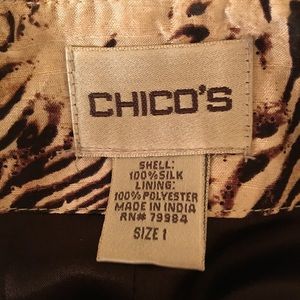 CHICO'S
SHELL:
100% SILK
LINING:
100% POLYESTER
MADE IN INDIA
RN# 79984
SIZE 1